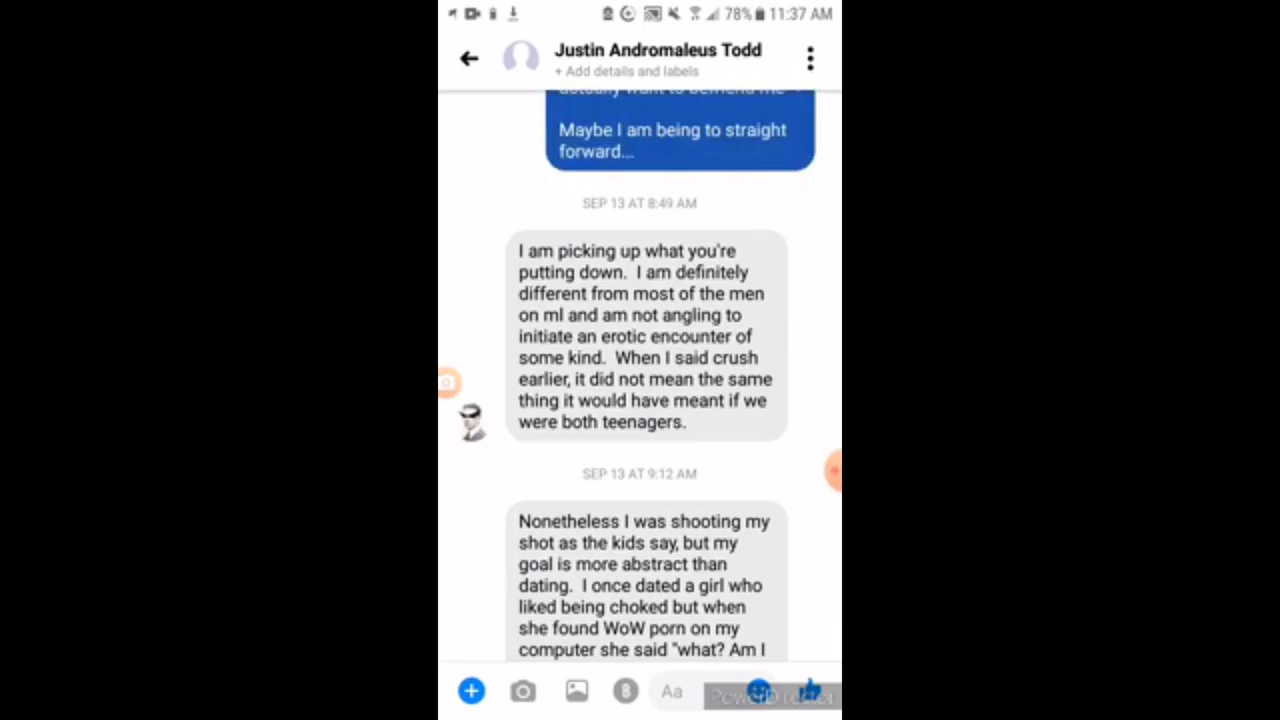 78% 11:37 AM
Justin Andromaleus Todd
+ Add details and labels
actually want to befriend me
Maybe I am being to straight
forward...
SEP 13 AT 8:49 AM
I am picking up what you're
putting down. I am definitely
different from most of the men
on ml and am not angling to
initiate an erotic encounter of
some kind. When I said crush
earlier, it did not mean the same
thing it would have meant if we
were both teenagers.
SEP 13 AT 9:12 AM
Nonetheless I was shooting my
shot as the kids say, but my
goal is more abstract than
dating. I once dated a girl who
liked being choked but when
she found WoW porn on my
computer she said "what? Am I
Aa